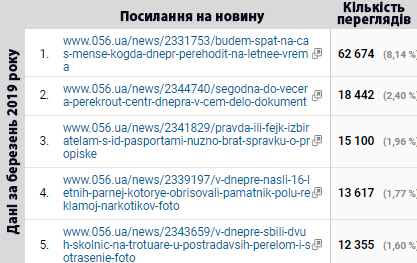 Дані за березень 2019 року
Посилання на новину
Кількість
переглядів
1. www.056.ua/news/2331753/budem-spat-na-ca
s-mense-kogda-dnepr-perehodit-na-letnee-vrem
a
62 674 (8,14 %)
2. www.056.ua/news/2344740/segodna-do-vecer
a-perekrout-centr-dnepra-v-cem-delo-dokument
18 442 (2,40 %)
3. www.056.ua/news/2341829/pravda-ili-fejk-izbir
atelam-s-id-pasportami-nuzno-brat-spravku-o-pr
opiske
15 100 (1,96 %)
4. www.056.ua/news/2339197/v-dnepre-nasli-16-l
etnih-parnej-kotorye-obrisovali-pamatnik-polu-re
klamoj-narkotikov-foto
13 617 (1,77 %)
5. www.056.ua/news/2343659/v-dnepre-sbili-dvu
h-skolnic-na-trotuare-u-postradavsih-perelom-i-s
otrasenie-foto
12 355 (1,60 %)